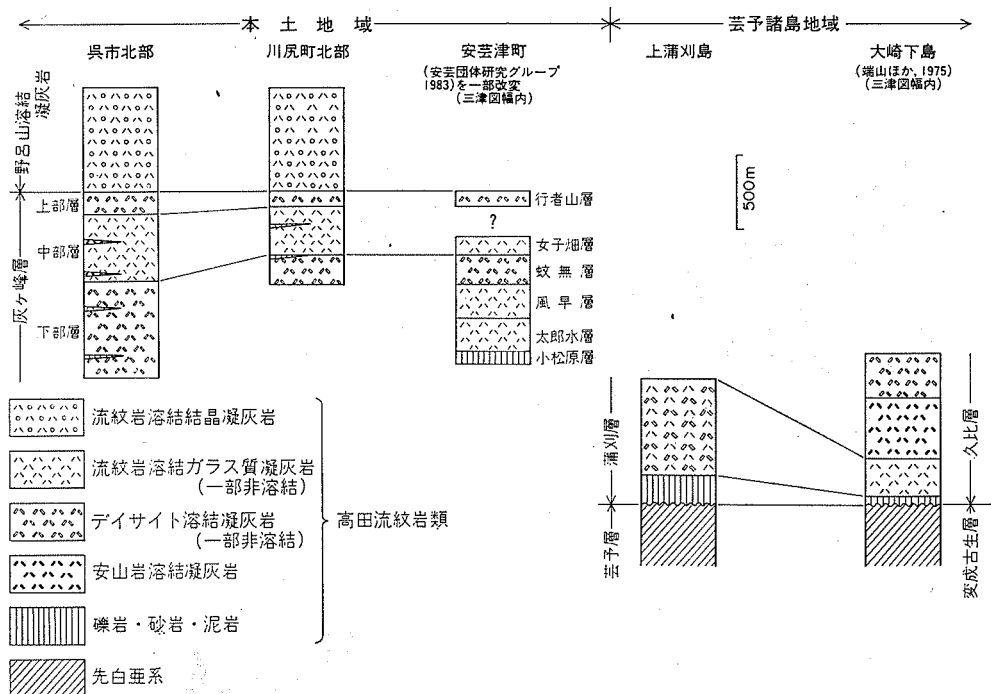 本土地域
芸予諸島地域
呉市北部
川尻町北部
安芸津町
(安芸団体研究グループ
1983)を一部改変
(三津図幅内)
上蒲刈島
大崎下島
(端山ほか, 1975)
(三津図幅内)
野呂山溶結
凝灰岩
灰ヶ峰層
上部層
中部層
下部層
行者山層
?
女子畑層
蚊無層
風早層
太郎水層
小松原層
500m
蒲刈層
芸予層
久比層
変成古生層
流紋岩溶結結晶凝灰岩
流紋岩溶結ガラス質凝灰岩
(一部非溶結)
デイサイト溶結凝灰岩
(一部非溶結)
安山岩溶結凝灰岩
礫岩・砂岩・泥岩
先白亜系
高田流紋岩類